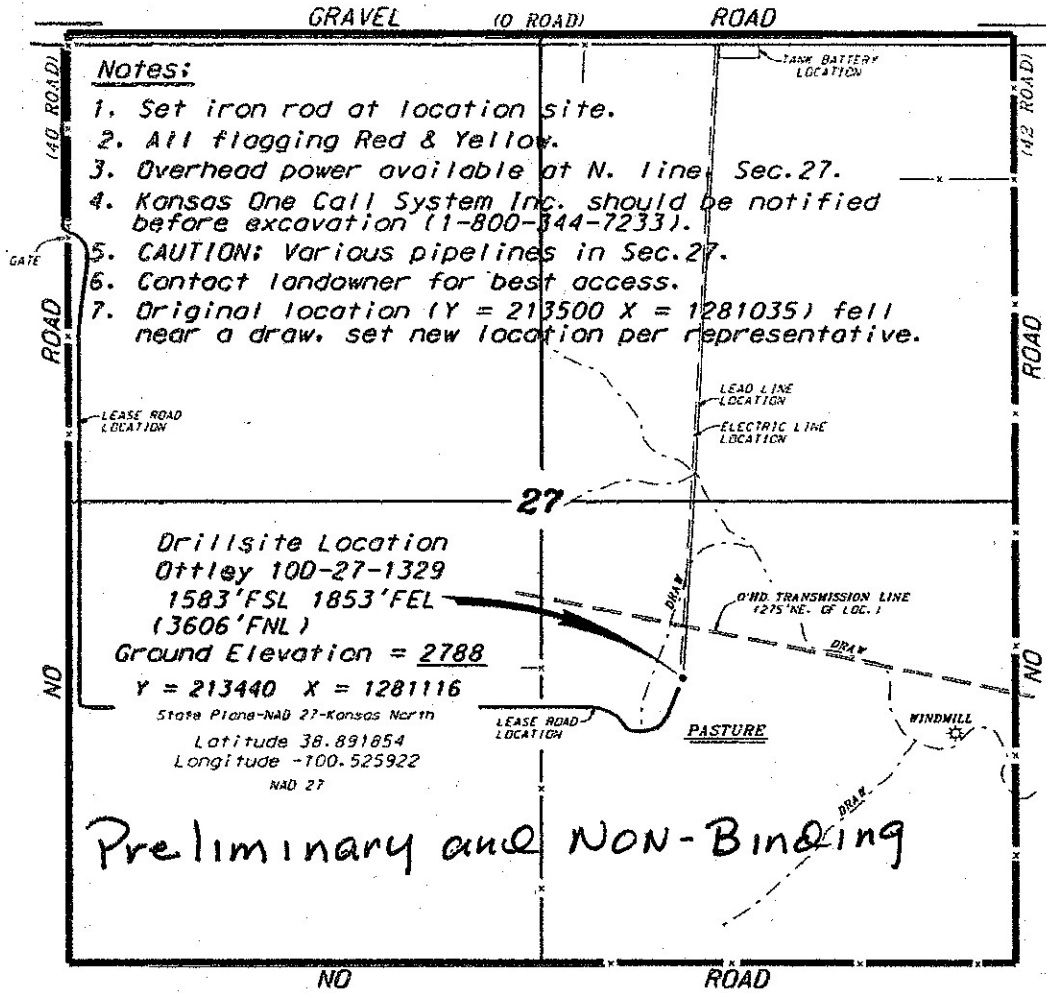 GRAVEL (O ROAD) ROAD
(40 ROAD)
(42 ROAD)
TANK BATTERY
LOCATION
Notes:
1. Set iron rod at location site.
2. All flagging Red & Yellow.
3. Overhead power available at N. line, Sec.27.
4. Kansas One Call System Inc. should be notified
before excavation (1-800-344-7233).
5. CAUTION: Various pipelines in Sec.27.
6. Contact landowner for best access.
7. Original location (Y = 213500 X = 1281035) fell
near a draw, set new location per representative.
GATE
ROAD
ROAD
LEASE ROAD
LOCATION
LEAD LINE
LOCATION
ELECTRIC LINE
LOCATION
27
Drillsite Location
Ottley 10D-27-1329
1583'FSL 1853'FEL
(3606'FNL)
Ground Elevation = 2788
Y = 213440 X = 1281116
State Plane-NAD 27-Kansas North
Latitude 38.891854
Longitude -100.525922
NAD 27
DRAW
O'HD. TRANSMISSION LINE
(275'NE. OF LOC.)
DRAW
NO
NO
LEASE ROAD
LOCATION
PASTURE
WINDMILL
DRAW
Preliminary and Non-Binding
NO ROAD